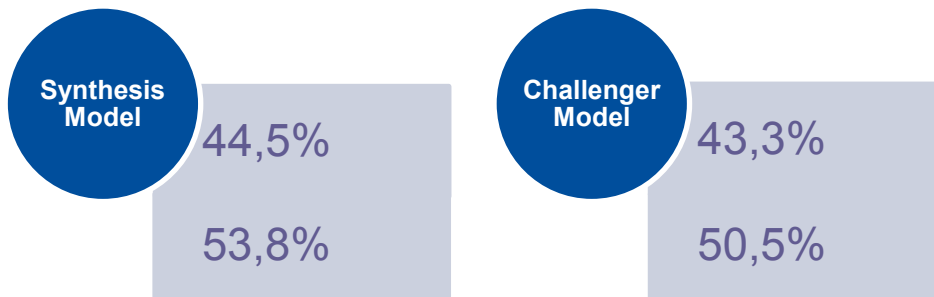 Synthesis
Model
44,5%
53,8%
Challenger
Model
43,3%
50,5%